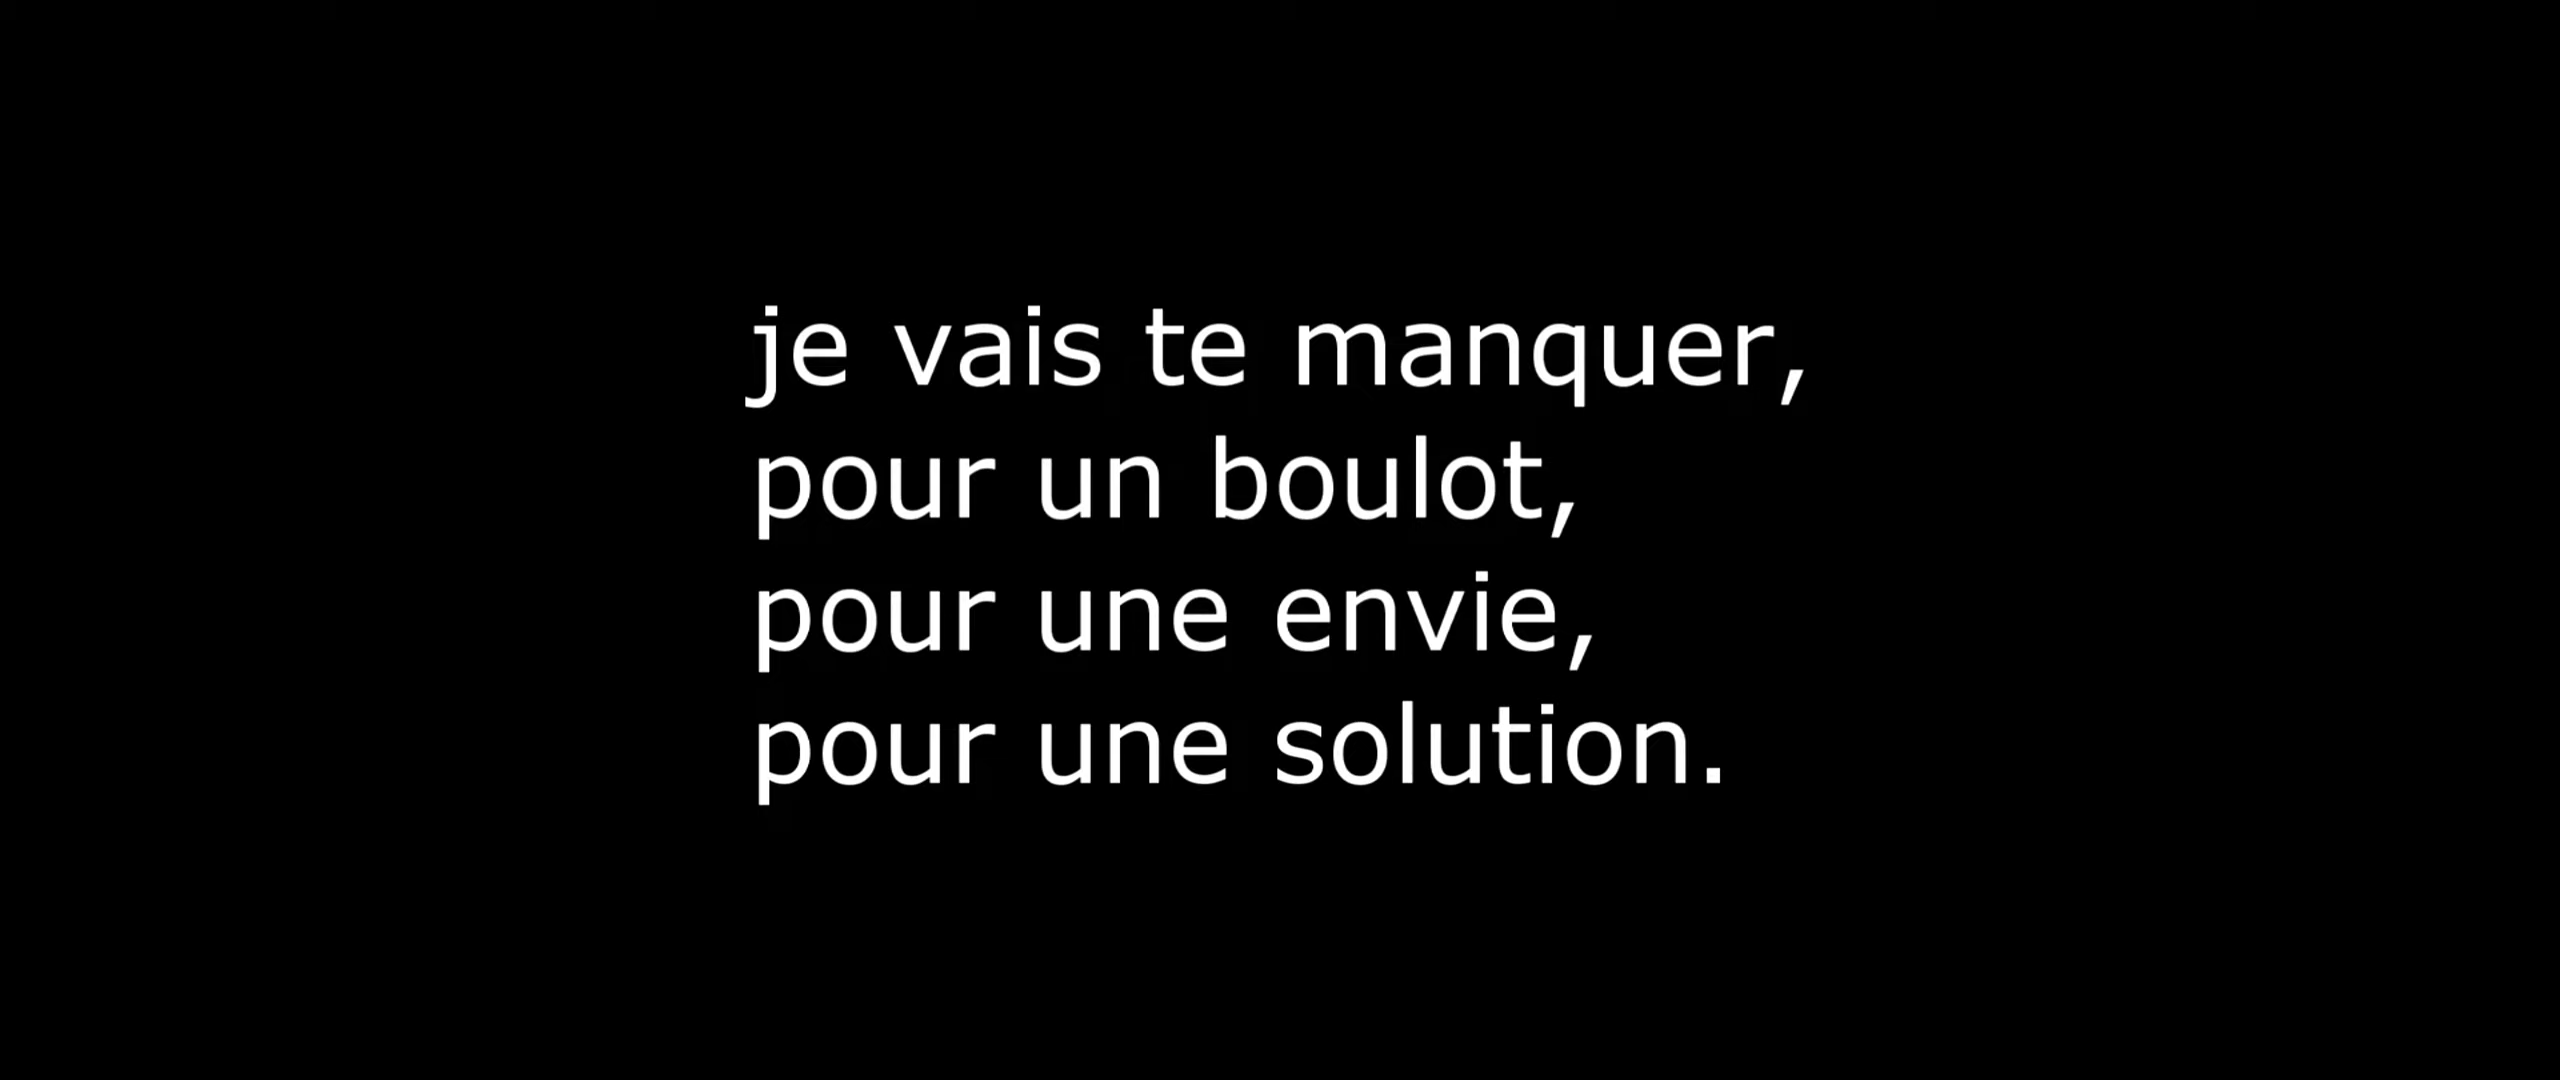 je vais te manquer,
pour un boulot,
pour une envie,
pour une solution.